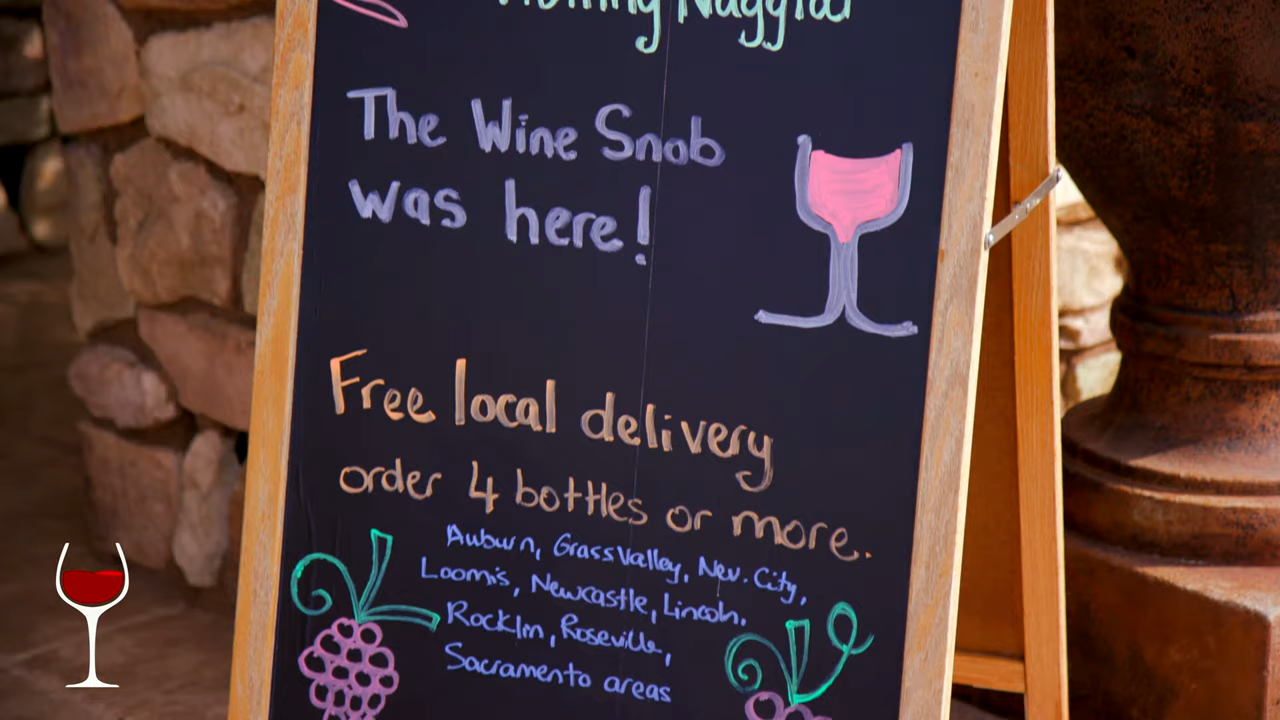 The Wine Snob
was here!
Free local delivery
order 4 bottles or more.
Auburn, Grass Valley, Nev. City,
Loomis, Newcastle, Lincoln.
Rocklin, Roseville,
Sacramento areas